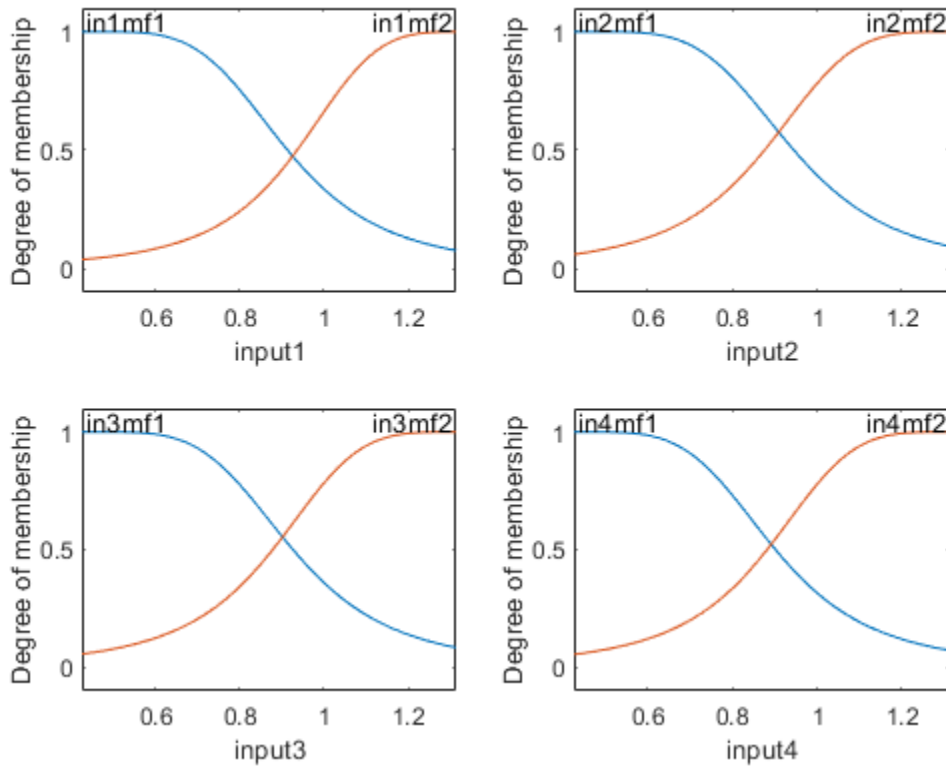 in1mf1 in1mf2
Degree of membership
1
0.5
0
0.6 0.8 1 1.2
input1
in2mf1 in2mf2
Degree of membership
1
0.5
0
0.6 0.8 1 1.2
input2
in3mf1 in3mf2
Degree of membership
1
0.5
0
0.6 0.8 1 1.2
input3
in4mf1 in4mf2
Degree of membership
1
0.5
0
0.6 0.8 1 1.2
input4